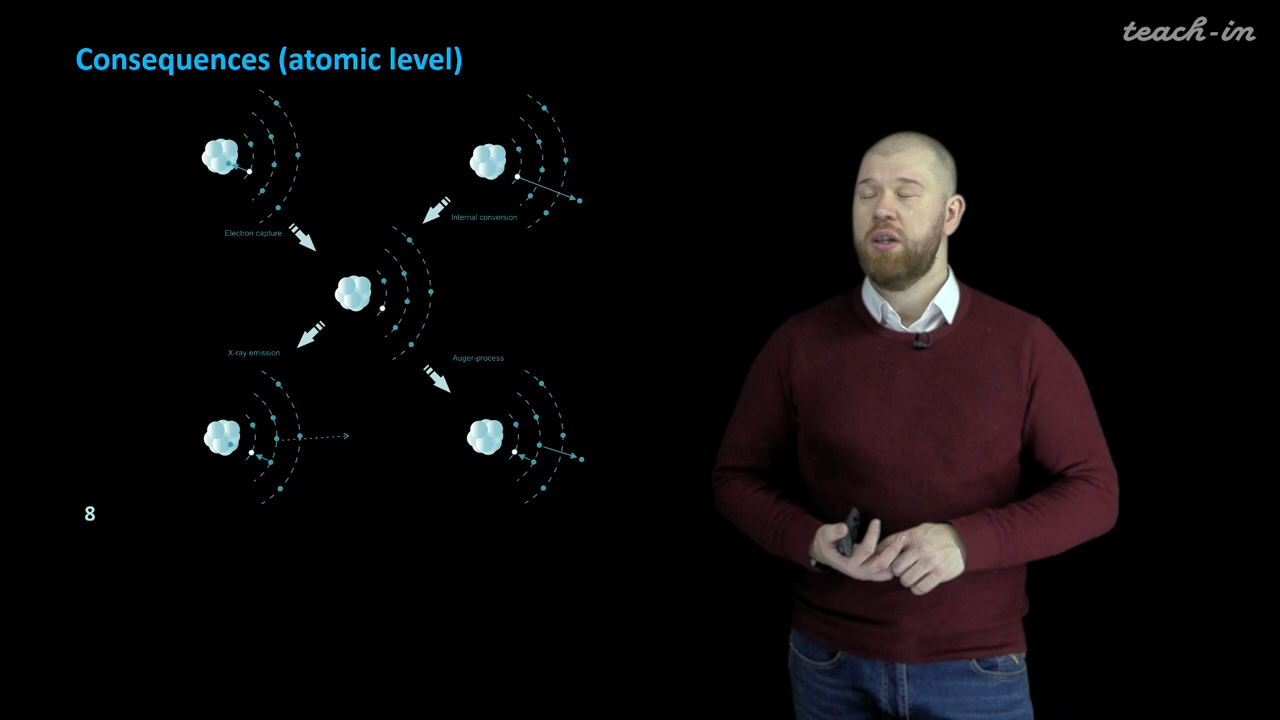 teach-in
Consequences (atomic level)
Internal conversion
Electron capture
X-ray emission
Auger-process
8